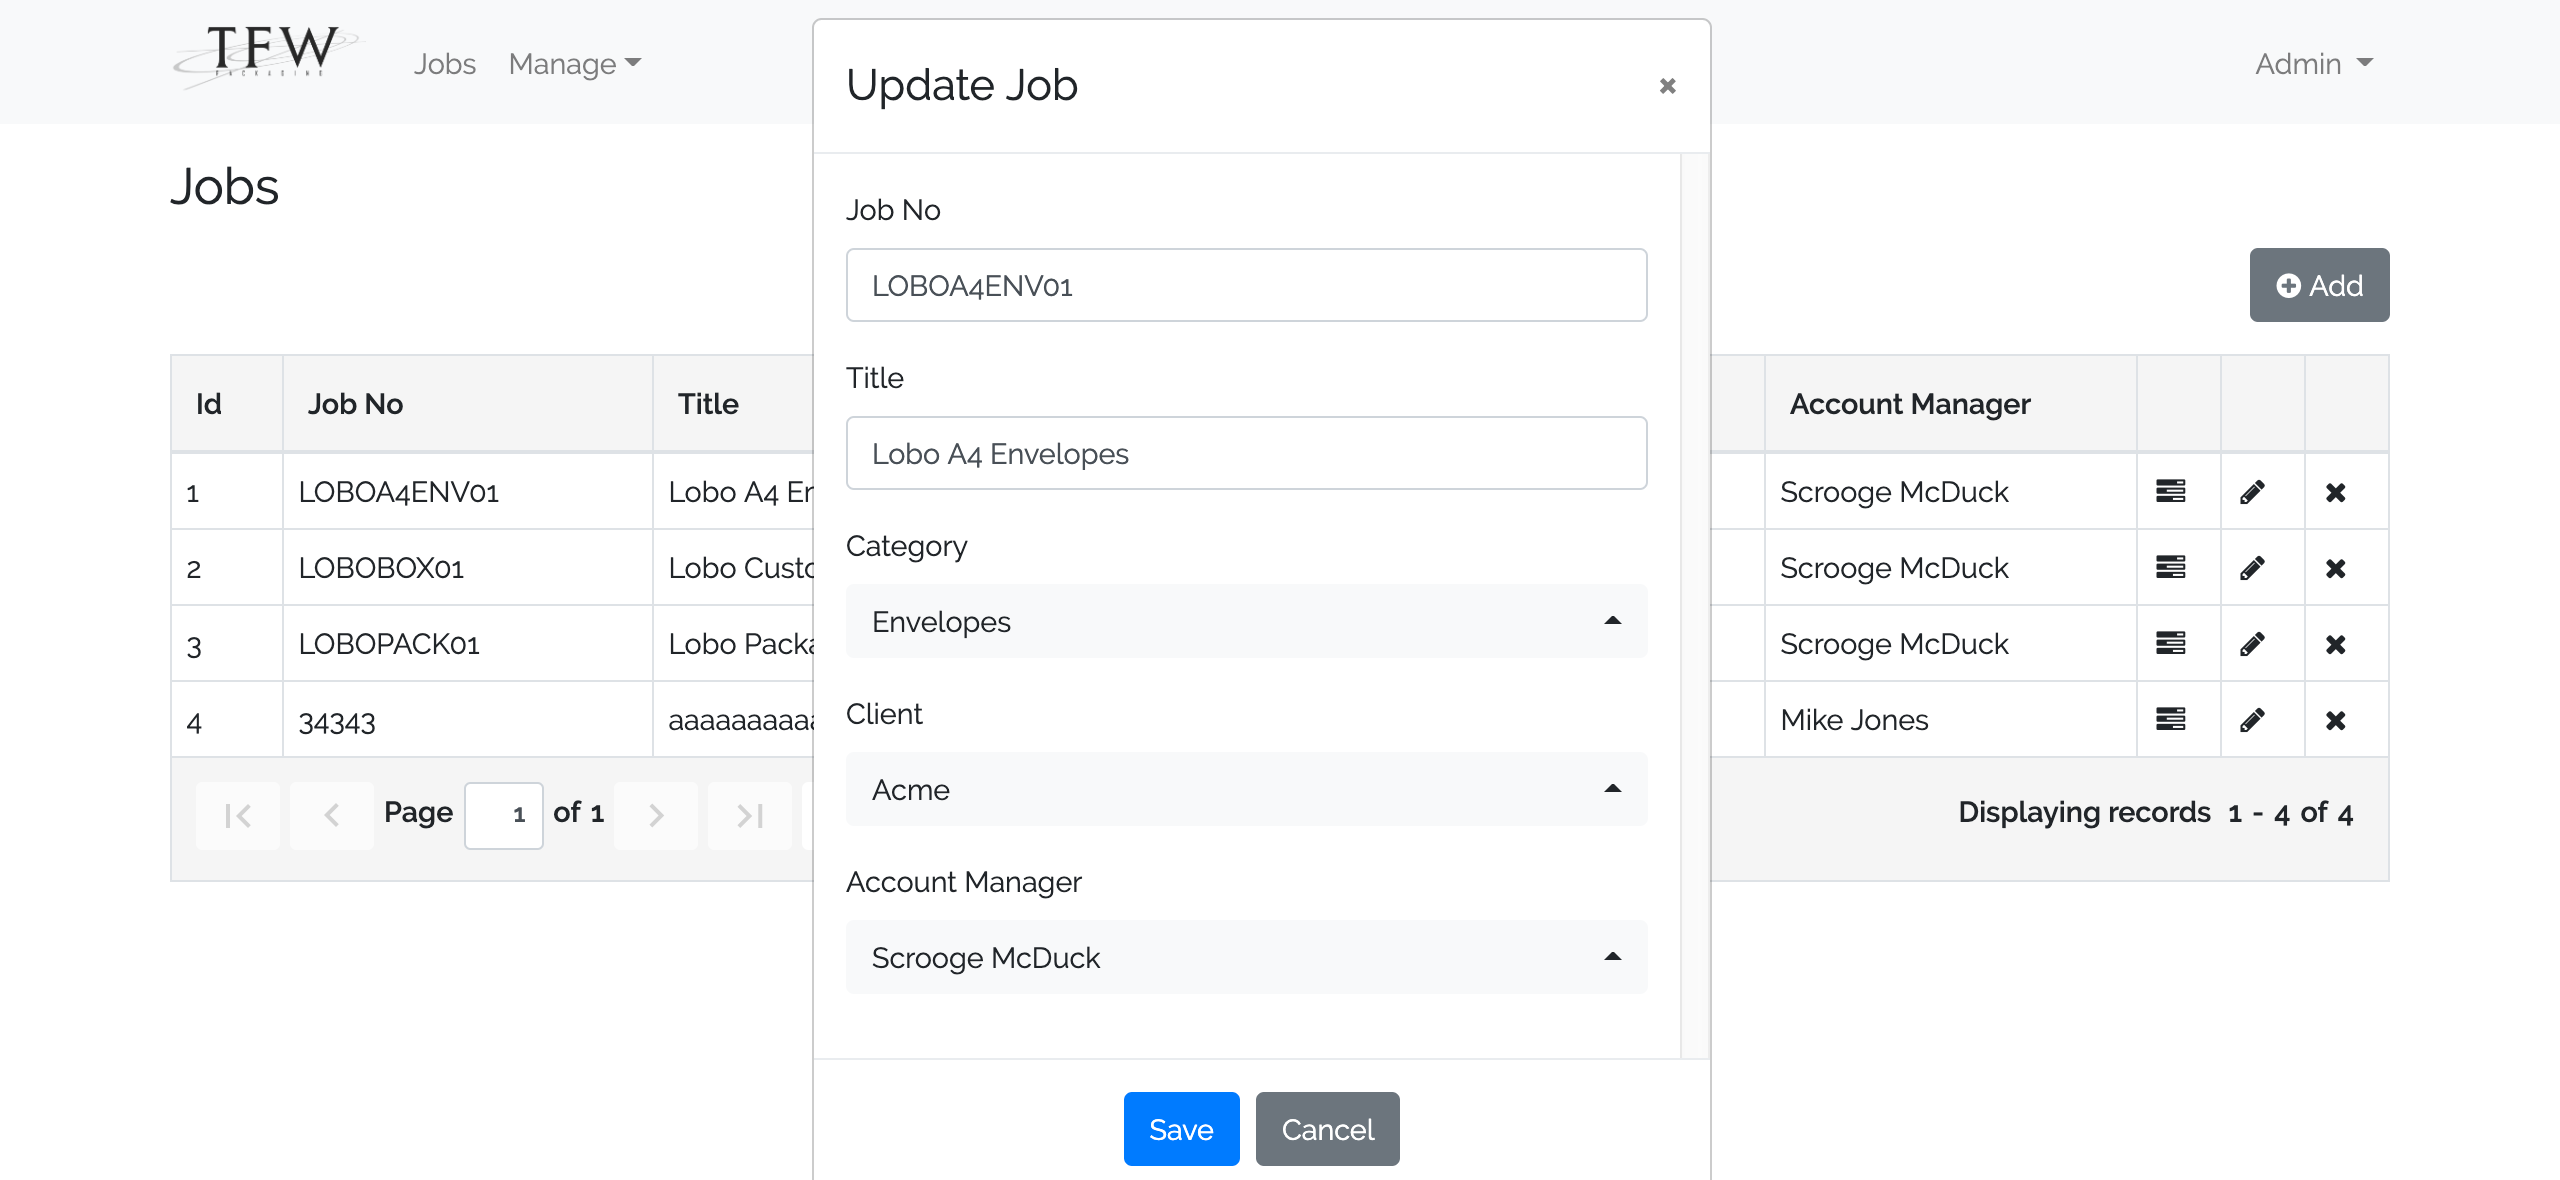 TFW
PACKAGING
Jobs Manage
Admin
Update Job
Jobs
Job No
LOBOA4ENV01
Add
Title
Lobo A4 Envelopes
Category
Envelopes
Client
Acme
Account Manager
Scrooge McDuck
Save Cancel
Id Job No Title Account Manager
1 LOBOA4ENV01 Lobo A4 En Scrooge McDuck
2 LOBOBOX01 Lobo Custo Scrooge McDuck
3 LOBOPACK01 Lobo Packa Scrooge McDuck
4 34343 aaaaaaaaaa Mike Jones
Page 1 of 1
Displaying records 1 - 4 of 4